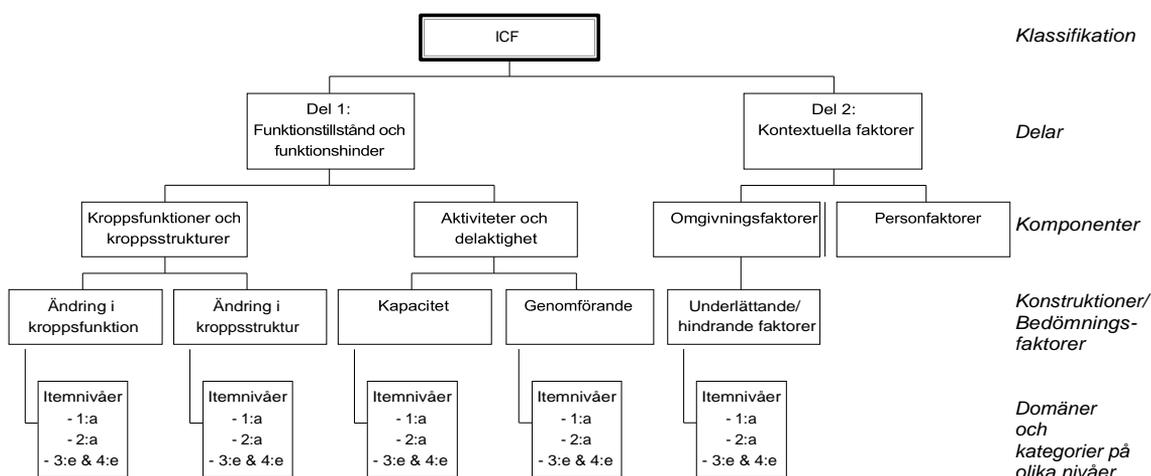 ICF
Klassifikation
Del 1:
Funktionstillstånd och
funktionshinder
Del 2:
Kontextuella faktorer
Delar
Kroppsfunktioner och
kroppsstrukturer
Aktiviteter och
delaktighet
Omgivningsfaktorer
Personfaktorer
Komponenter
Ändring i
kroppsfunktion
Ändring i
kroppsstruktur
Kapacitet
Genomförande
Underlättande/
hindrande faktorer
Konstruktioner/
Bedömnings-
faktorer
Itemnivåer
- 1:a
- 2:a
- 3:e & 4:e
Itemnivåer
- 1:a
- 2:a
- 3:e & 4:e
Itemnivåer
- 1:a
- 2:a
- 3:e & 4:e
Itemnivåer
- 1:a
- 2:a
- 3:e & 4:e
Itemnivåer
- 1:a
- 2:a
- 3:e & 4:e
Domäner
och
kategorier på
olika nivåer